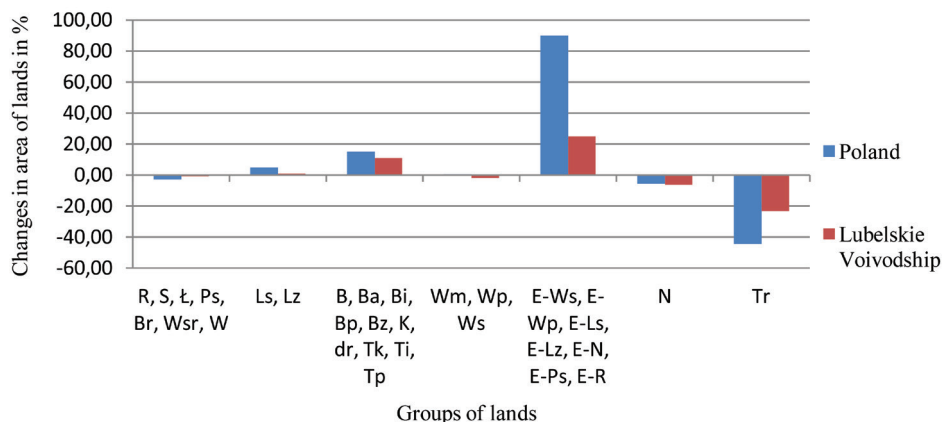 Changes in area of lands in %
100,00
80,00
60,00
40,00
20,00
0,00
-20,00
-40,00
-60,00
R, S, Ł, Ps,
Br, Wsr, W
Ls, Lz
B, Ba, Bi,
Bp, Bz, K,
dr, Tk, Ti,
Tp
Wm, Wp,
Ws
E-Ws, E-
Wp, E-Ls,
E-Lz, E-N,
E-Ps, E-R
N
Tr
Groups of lands
Poland
Lubelskie
Voivodship